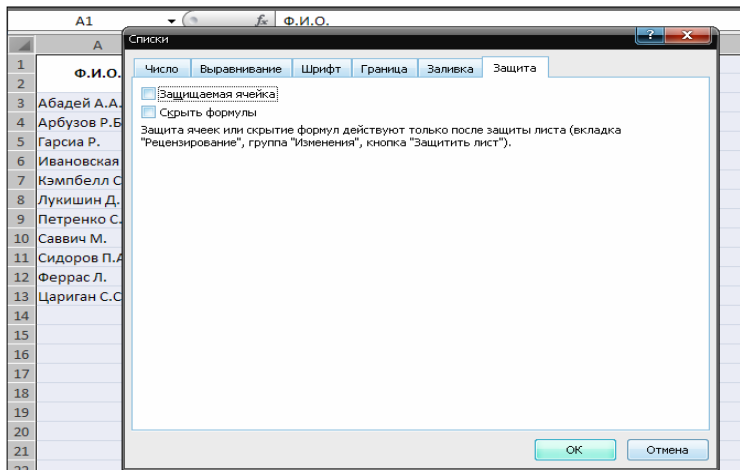 A1 fx Ф.И.О.
A
Списки
Число Выравнивание Шрифт Граница Заливка Защита
Защищаемая ячейка
Скрыть формулы
Защита ячеек или скрытие формул действуют только после защиты листа (вкладка
"Рецензирование", группа "Изменения", кнопка "Защитить лист").
1
Ф.И.О.
2
3 Абадей А.А.
4 Арбузов Р.Б
5 Гарсиа Р.
6 Ивановская
7 Кэмпбелл С
8 Лукишин Д.
9 Петренко С.
10 Саввич М.
11 Сидоров П.А
12 Феррас Л.
13 Цариган С.С
14
15
16
17
18
19
20
21
22
OK Отмена